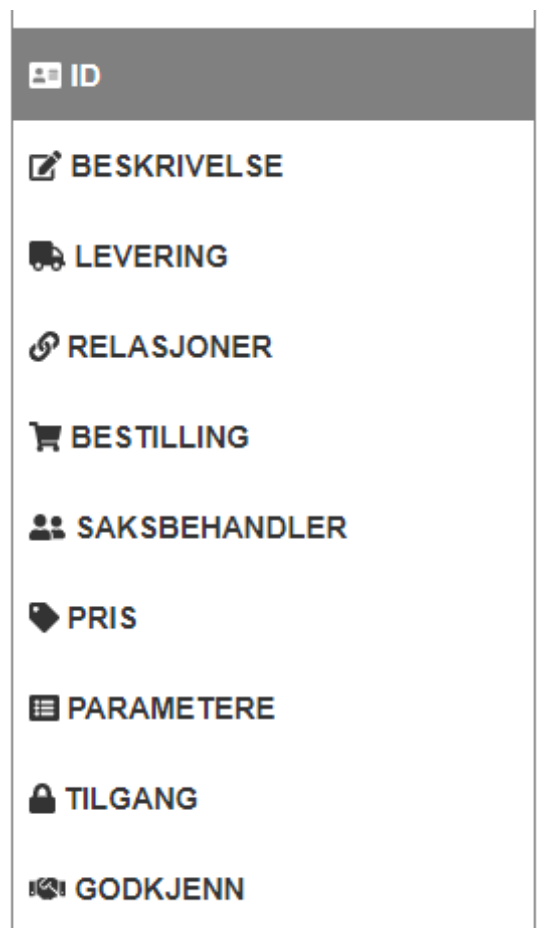 ID
BESKRIVELSE
LEVERING
RELASJONER
BESTILLING
SAKSBEHANDLER
PRIS
PARAMETERE
TILGANG
GODKJENN